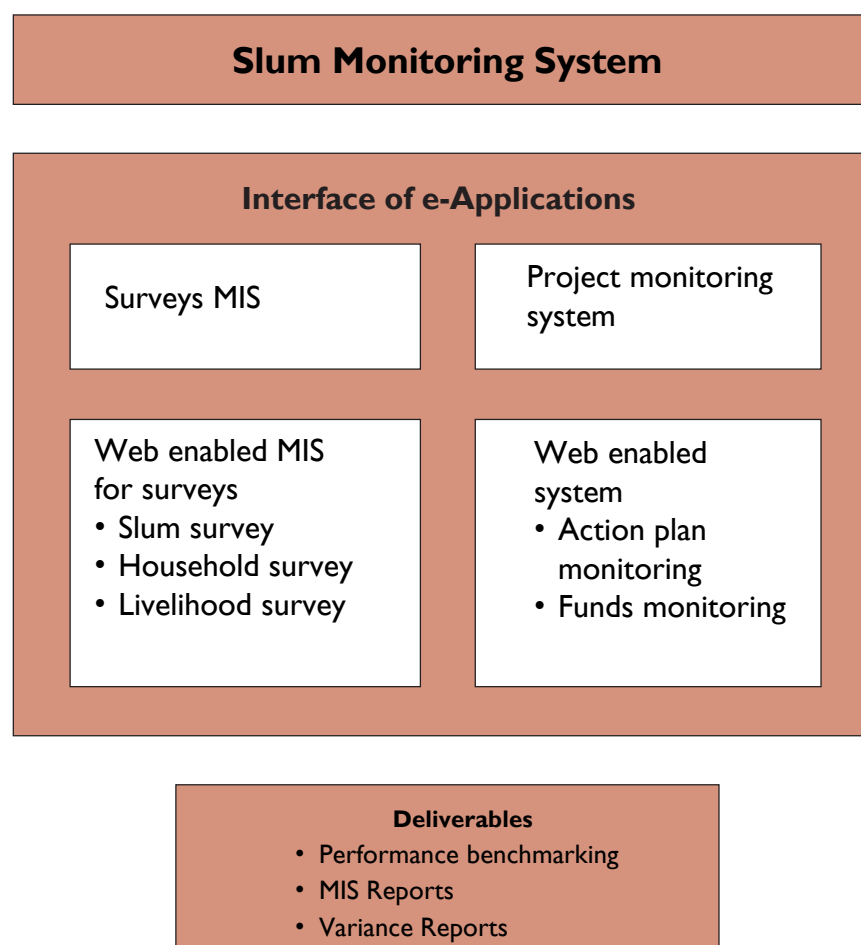 Slum Monitoring System
Interface of e-Applications
Surveys MIS
Project monitoring
system
Web enabled MIS
for surveys
• Slum survey
• Household survey
• Livelihood survey
Web enabled
system
• Action plan
monitoring
• Funds monitoring
Deliverables
• Performance benchmarking
• MIS Reports
• Variance Reports